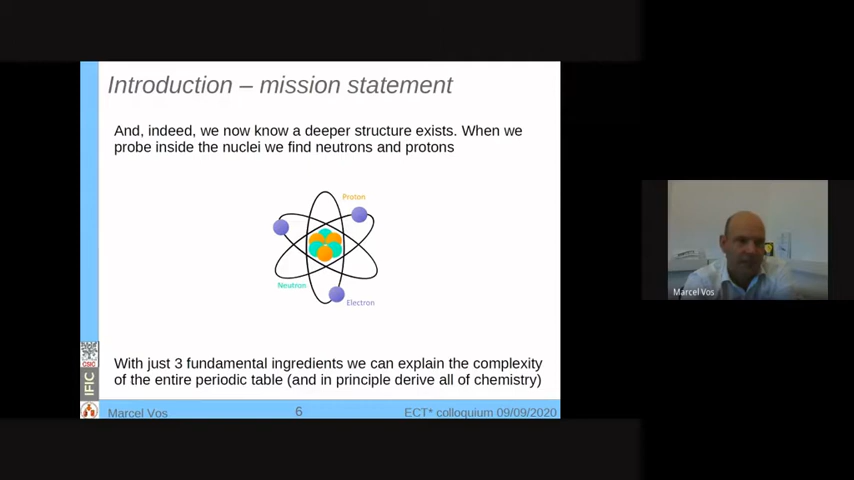 Introduction – mission statement
And, indeed, we now know a deeper structure exists. When we
probe inside the nuclei we find neutrons and protons
Proton
Neutron
Electron
With just 3 fundamental ingredients we can explain the complexity
of the entire periodic table (and in principle derive all of chemistry)
CSIC
IFIC
Marcel Vos
6
ECT* colloquium 09/09/2020
Marcel Vos